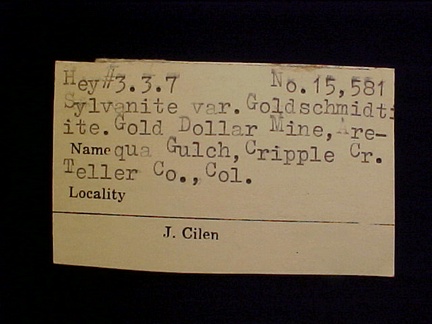 Hey#3.3.7 No.15,581
Sylvanite var.Goldschmidti
ite.Gold Dollar Mine, Are-
Name qua Gulch,Cripple Cr.
Teller Co.,Col.
Locality
J. Cilen